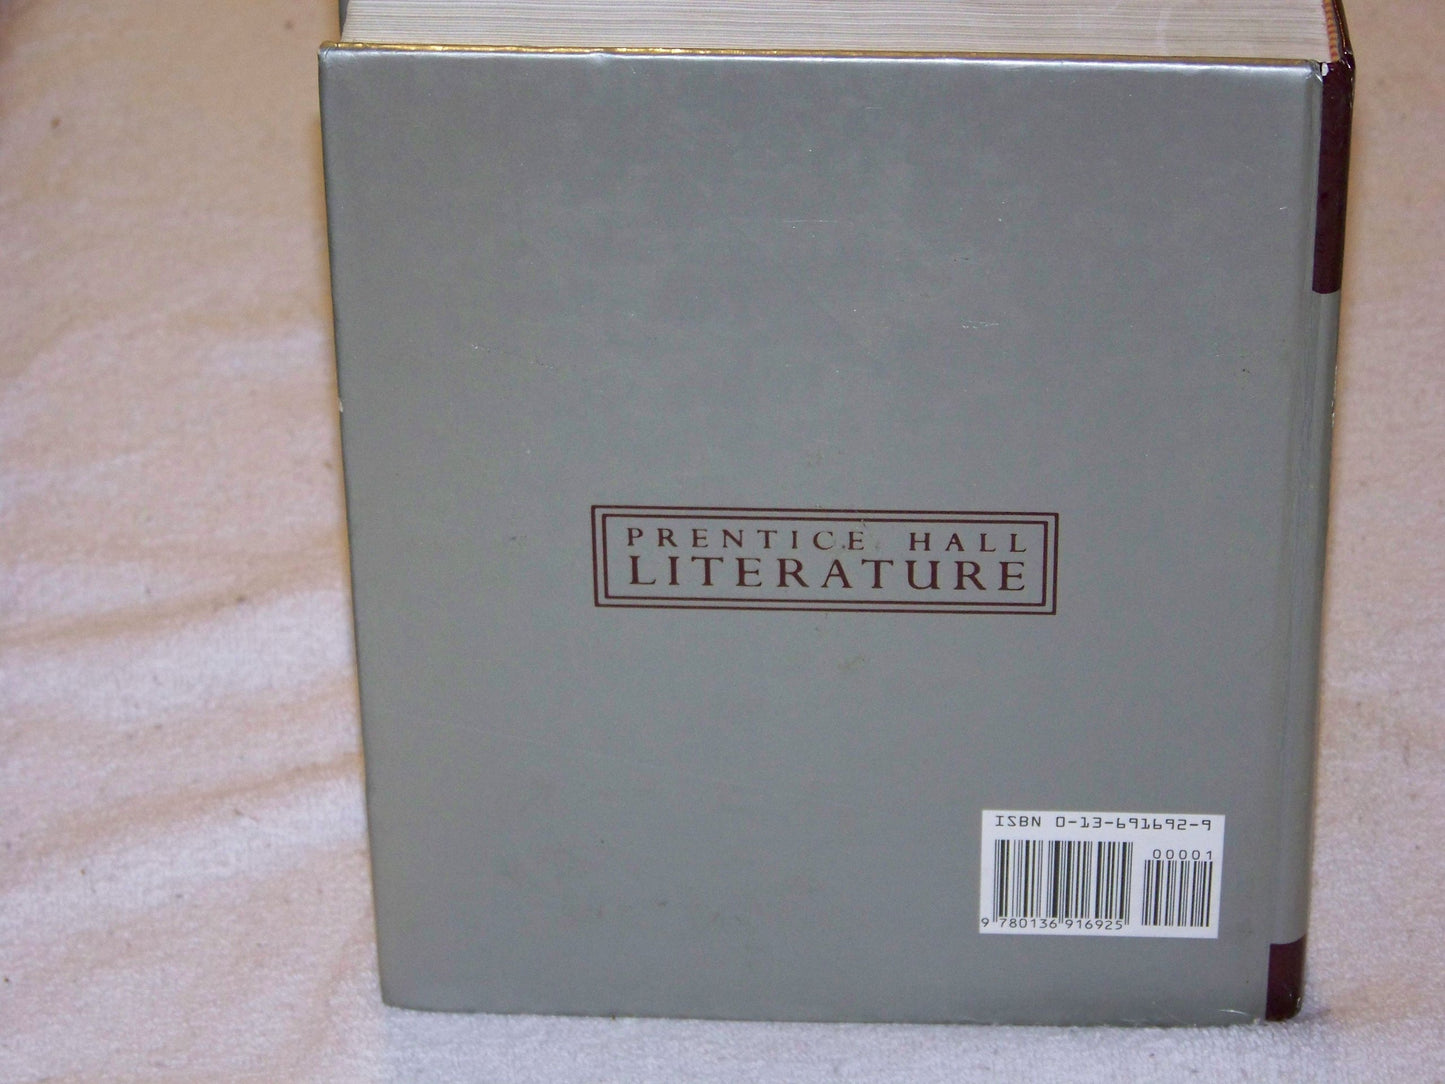 PRENTICE HALL
LITERATURE
ISBN 0-13-691692-9
00001
9 780136 916925